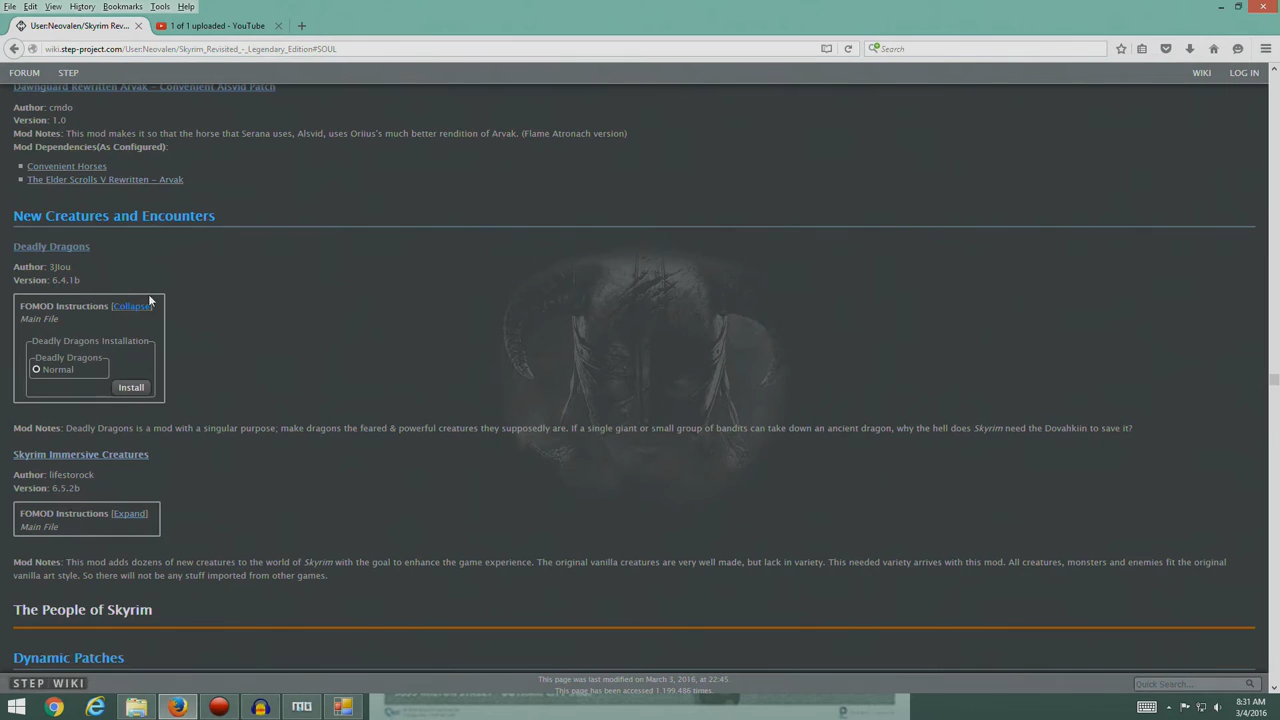 File Edit View History Bookmarks Tools Help
User:Neovalen/Skyrim Rev... 1 of 1 uploaded - YouTube
wiki.step-project.com/User:Neovalen/Skyrim_Revisited_-_Legendary_Edition#SOUL Search
FORUM STEP WIKI LOG IN
Dawnguard Rewritten Arvak - Convenient Alsvid Patch
Author: cmdo
Version: 1.0
Mod Notes: This mod makes it so that the horse that Serana uses, Alsvid, uses Oriius's much better rendition of Arvak. (Flame Atronach version)
Mod Dependencies(As Configured):
Convenient Horses
The Elder Scrolls V Rewritten - Arvak
New Creatures and Encounters
Deadly Dragons
Author: 3JIou
Version: 6.4.1b
FOMOD Instructions [Collapse]
Main File
Deadly Dragons Installation
Deadly Dragons
Normal
Install
Mod Notes: Deadly Dragons is a mod with a singular purpose; make dragons the feared & powerful creatures they supposedly are. If a single giant or small group of bandits can take down an ancient dragon, why the hell does Skyrim need the Dovahkiin to save it?
Skyrim Immersive Creatures
Author: lifestorock
Version: 6.5.2b
FOMOD Instructions [Expand]
Main File
Mod Notes: This mod adds dozens of new creatures to the world of Skyrim with the goal to enhance the game experience. The original vanilla creatures are very well made, but lack in variety. This needed variety arrives with this mod. All creatures, monsters and enemies fit the original
vanilla art style. So there will not be any stuff imported from other games.
The People of Skyrim
Dynamic Patches
This page was last modified on March 3, 2016, at 22:45
STEP WIKI Quick Search...
This page has been accessed 1 199 486 times.
8:31 AM
3/4/2016